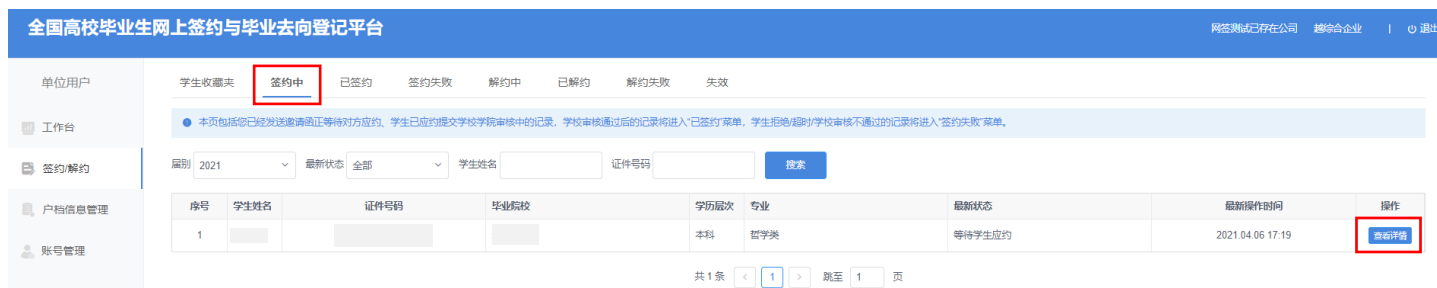 全国高校毕业生网上签约与毕业去向登记平台
网签测试已存在公司 越综合企业 | 退出
单位用户
学生收藏夹 签约中 已签约 签约失败 解约中 已解约 解约失败 失效
工作台
本页包括您已经发送邀请函正等待对方应约、学生已应约提交学校学院审核中的记录，学校审核通过后的记录将进入"已签约"菜单，学生拒绝/超时/学校审核不通过的记录将进入"签约失败"菜单。
签约/解约
届别 2021 最新状态 全部 学生姓名 证件号码 搜索
户档信息管理
序号 学生姓名 证件号码 毕业院校 学历层次 专业 最新状态 最新操作时间 操作
1 本科 哲学类 等待学生应约 2021.04.06 17:19 查看详情
账号管理
共 1 条 < 1 > 跳至 1 页